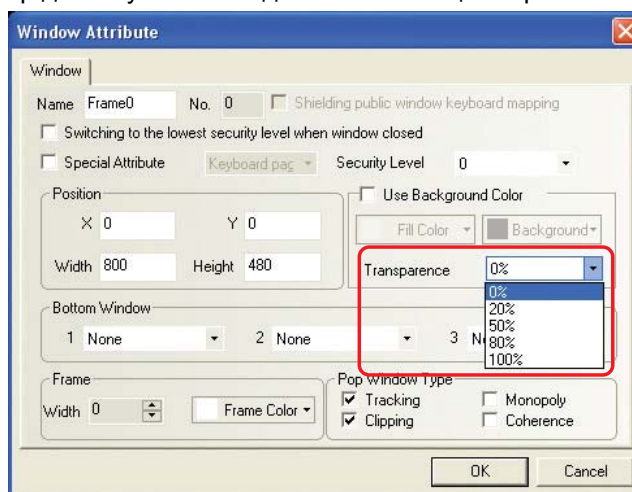 Window Attribute
Window
Name Frame0 No. 0 Shielding public window keyboard mapping
Switching to the lowest security level when window closed
Special Attribute Keyboard pag Security Level 0
Position
X 0 Y 0
Width 800 Height 480
Use Background Color
Fill Color Background
Transparence 0%
0%
20%
50%
80%
100%
Bottom Window
1 None 2 None 3
Frame
Width 0 Frame Color
Pop Window Type
Tracking Monopoly
Clipping Coherence
OK Cancel